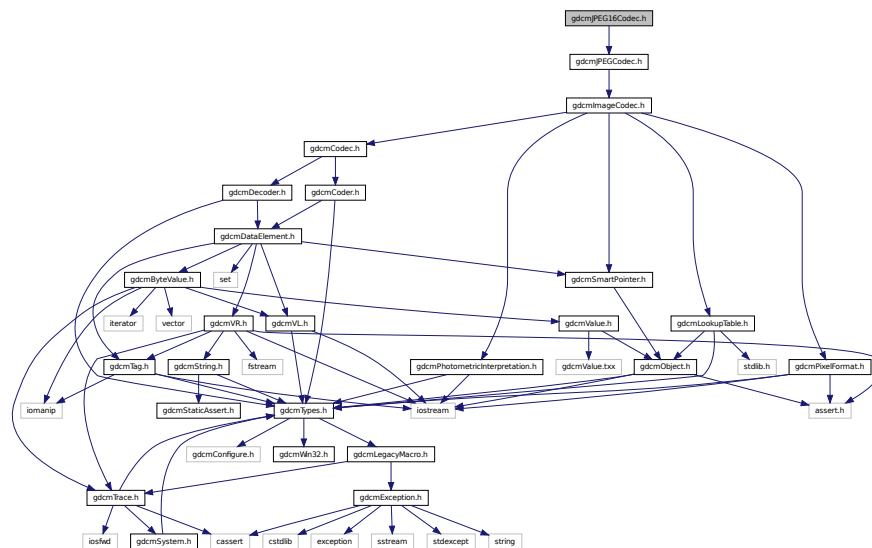 gdcmJPEG16Codec.h
gdcmJPEGCodec.h
gdcmImageCodec.h
gdcmCodec.h
gdcmDecoder.h
gdcmCoder.h
gdcmDataElement.h
gdcmByteValue.h
set
gdcmSmartPointer.h
iterator
vector
gdcmVR.h
gdcmVL.h
gdcmValue.h
gdcmLookupTable.h
gdcmTag.h
gdcmString.h
fstream
gdcmPhotometricInterpretation.h
gdcmValue.txx
gdcmObject.h
stdlib.h
gdcmPixelFormat.h
iomanip
gdcmStaticAssert.h
gdcmTypes.h
iostream
assert.h
gdcmConfigure.h
gdcmWin32.h
gdcmLegacyMacro.h
gdcmTrace.h
gdcmException.h
iosfwd
gdcmSystem.h
cassert
cstdlib
exception
sstream
stdexcept
string